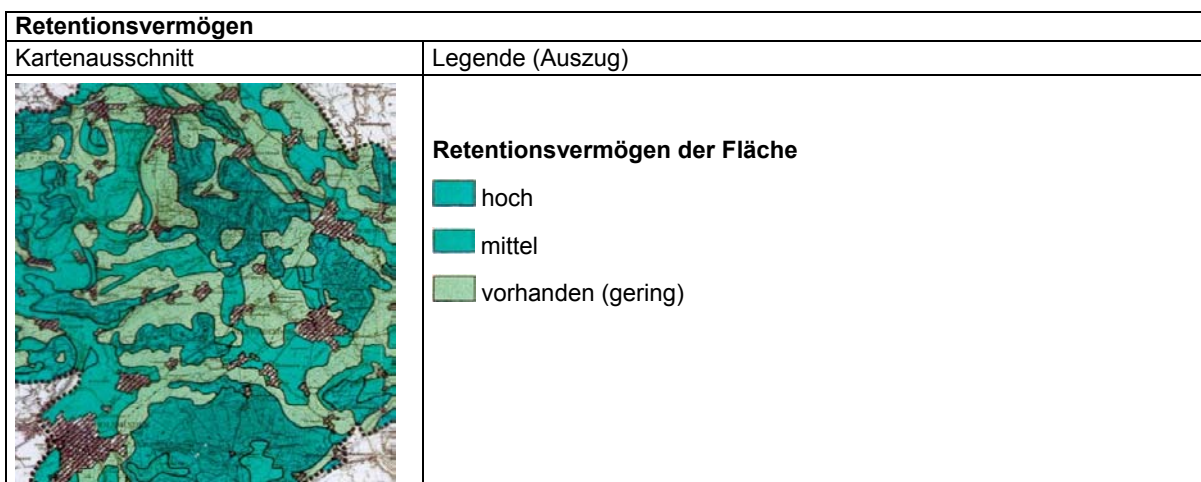 Retentionsvermögen
Kartenausschnitt
Legende (Auszug)
Retentionsvermögen der Fläche
hoch
mittel
vorhanden (gering)